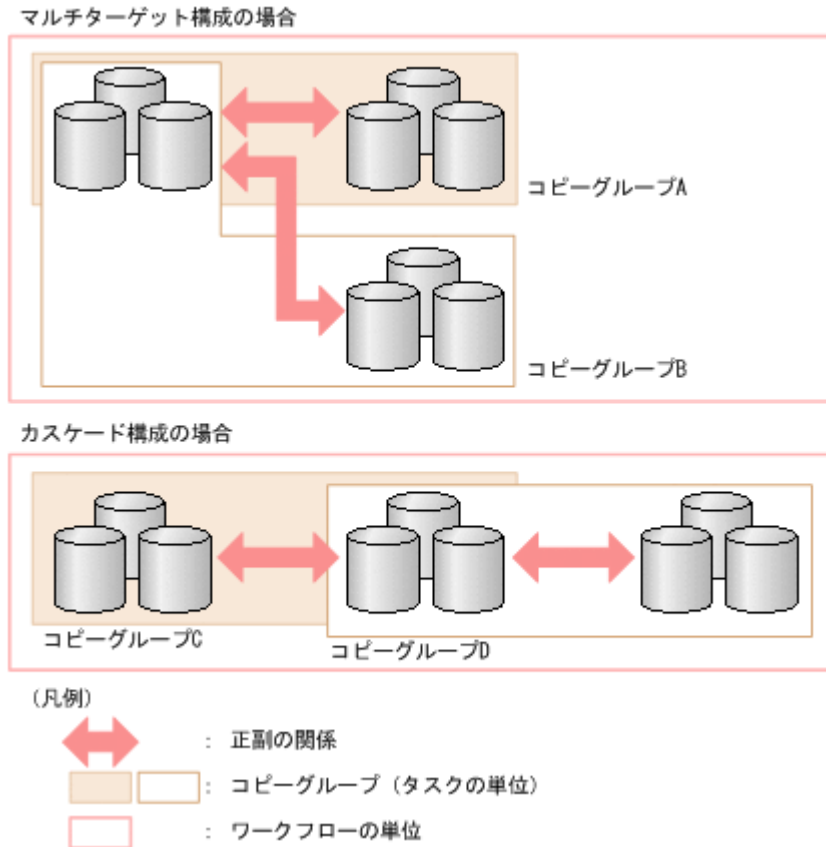 マルチターゲット構成の場合
コピーグループA
コピーグループB
カスケード構成の場合
コピーグループC
コピーグループD
(凡例)
: 正副の関係
: コピーグループ(タスクの単位)
: ワークフローの単位